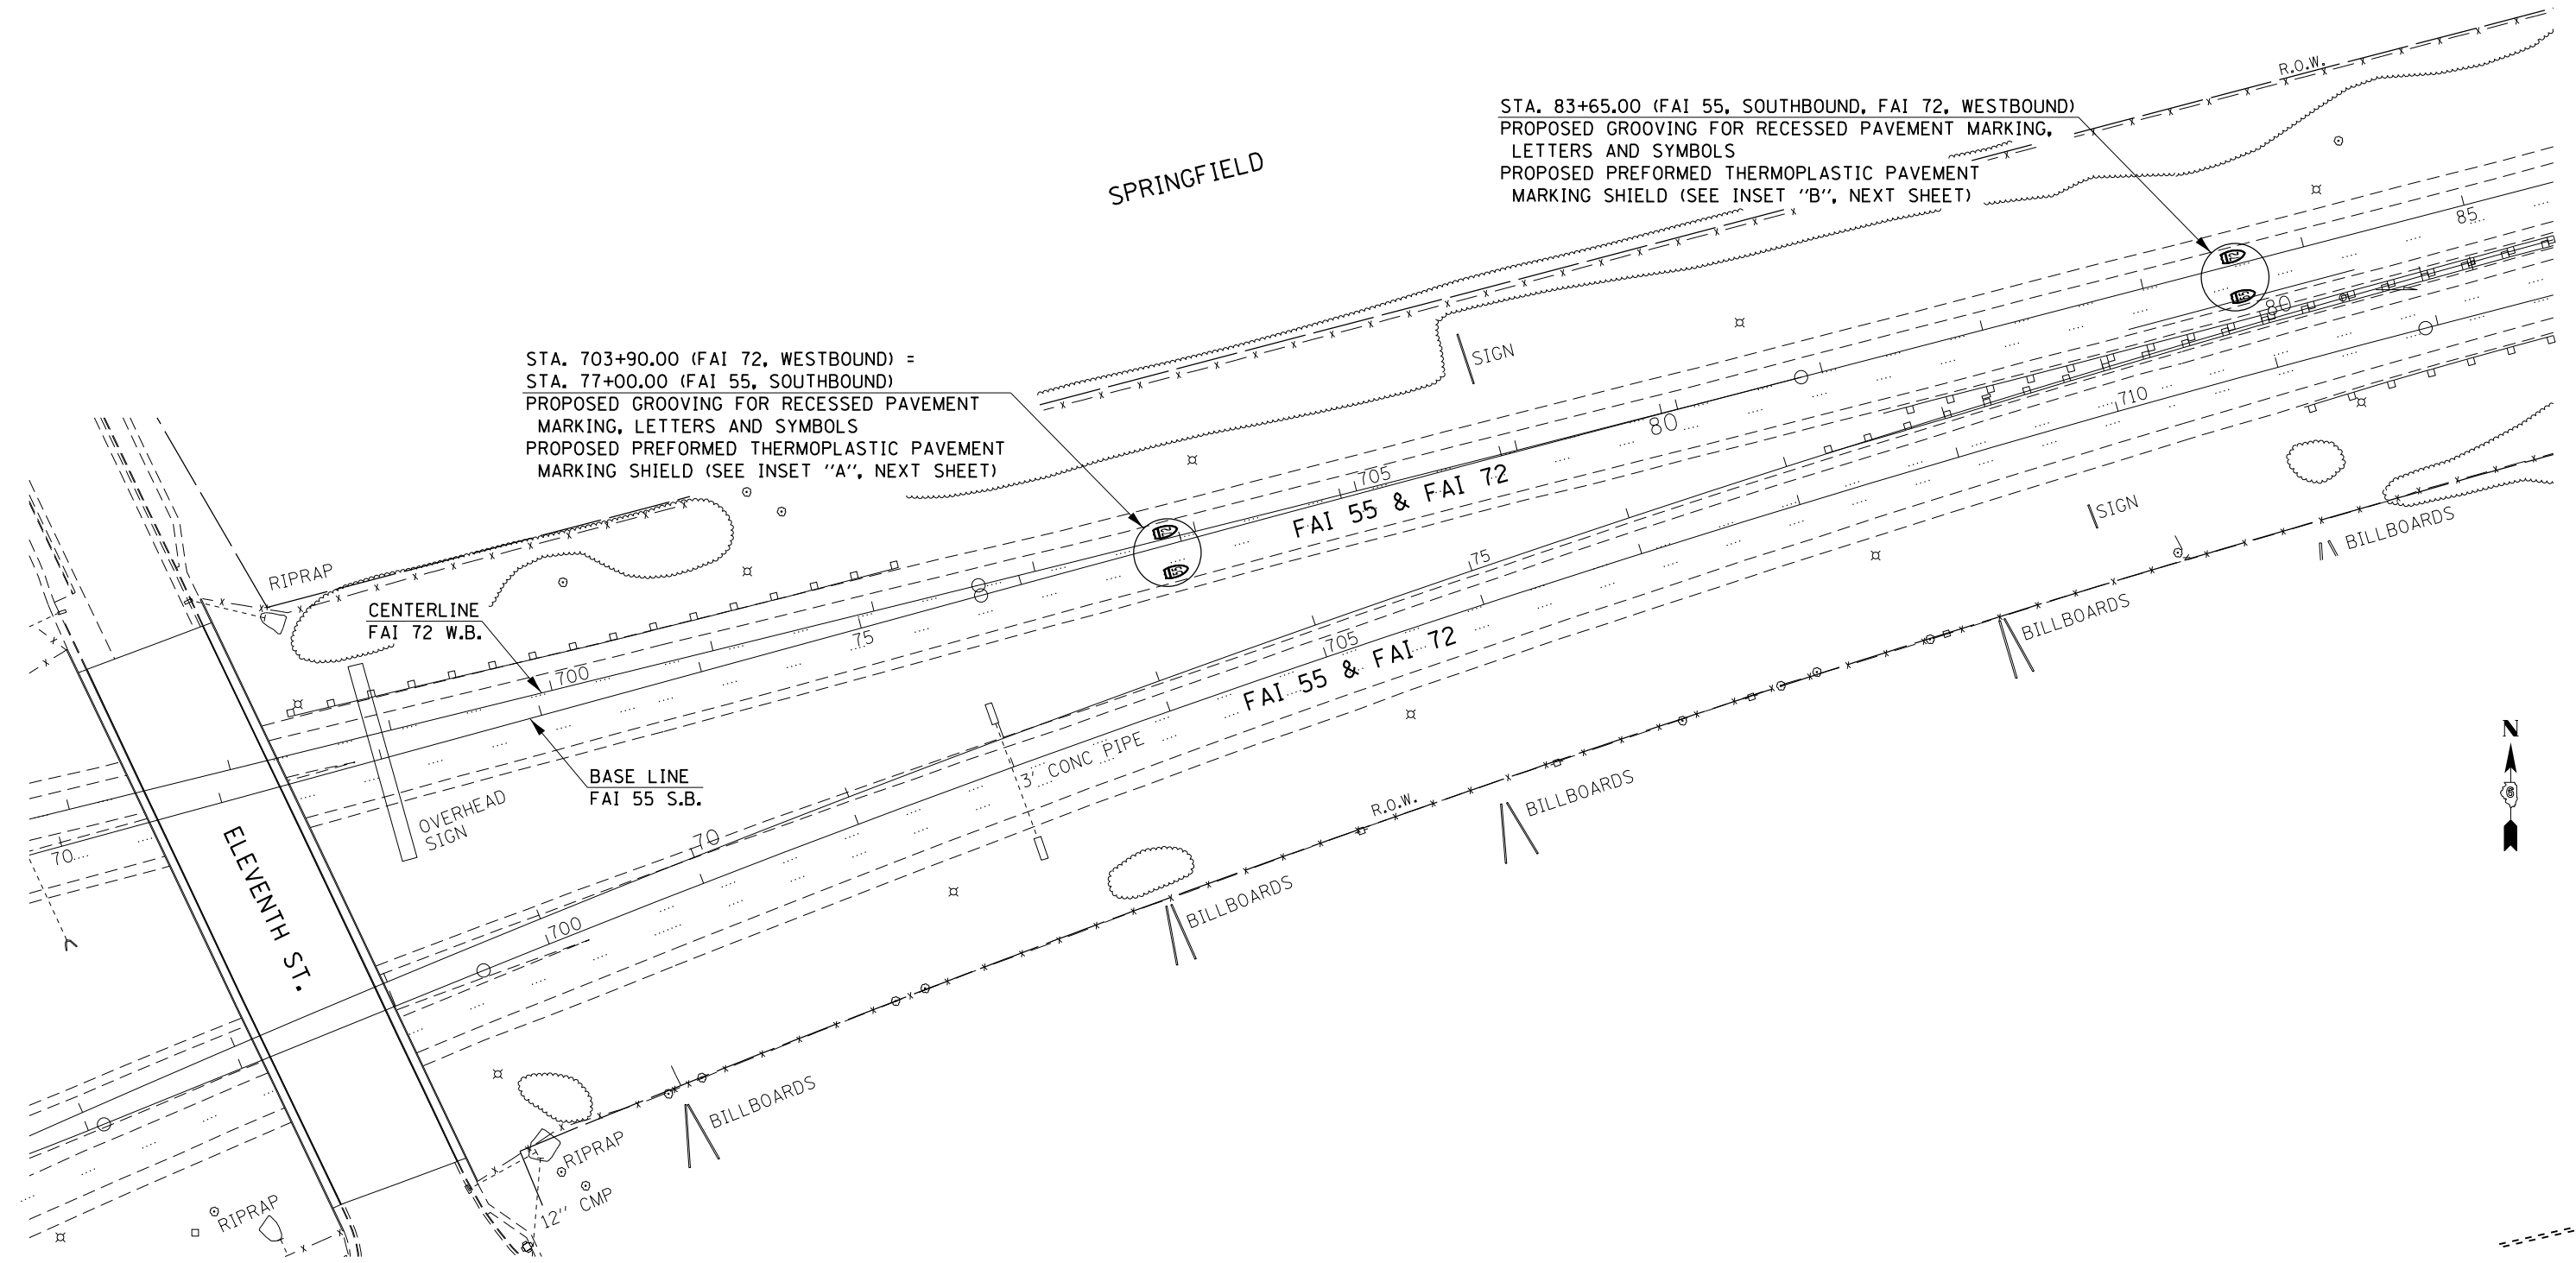 R.O.W.
STA. 83+65.00 (FAI 55, SOUTHBOUND, FAI 72, WESTBOUND)
PROPOSED GROOVING FOR RECESSED PAVEMENT MARKING,
LETTERS AND SYMBOLS
PROPOSED PREFORMED THERMOPLASTIC PAVEMENT
MARKING SHIELD (SEE INSET "B", NEXT SHEET)
SPRINGFIELD
85
80
STA. 703+90.00 (FAI 72, WESTBOUND) =
STA. 77+00.00 (FAI 55, SOUTHBOUND)
PROPOSED GROOVING FOR RECESSED PAVEMENT
MARKING, LETTERS AND SYMBOLS
PROPOSED PREFORMED THERMOPLASTIC PAVEMENT
MARKING SHIELD (SEE INSET "A", NEXT SHEET)
SIGN
80
710
705
FAI 55 & FAI 72
SIGN
BILLBOARDS
75
RIPRAP
CENTERLINE
FAI 72 W.B.
75
700
705
FAI 55 & FAI 72
BILLBOARDS
BASE LINE
FAI 55 S.B.
3' CONC PIPE
OVERHEAD
SIGN
70
70
R.O.W.
BILLBOARDS
N
6
ELEVENTH ST.
700
BILLBOARDS
BILLBOARDS
RIPRAP
12" CMP
RIPRAP